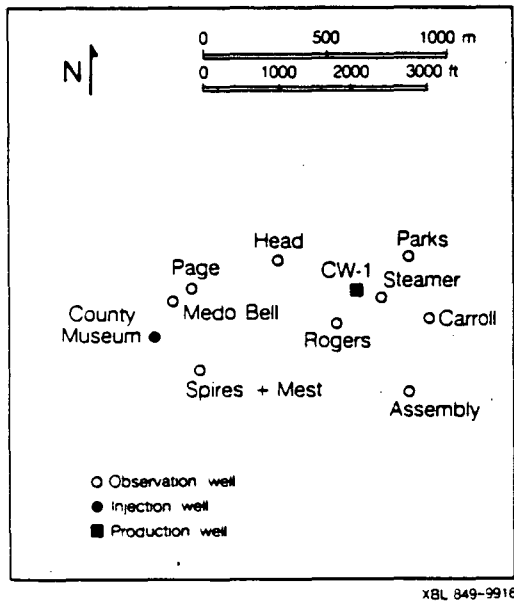 0 500 1000 m
N
0 1000 2000 3000 ft
Head
Parks
Page
CW-1
Steamer
County
Museum
Medo Bell
Carroll
Rogers
Spires + Mest
Assembly
Observation well
Injection well
Production well
XBL 849-9916